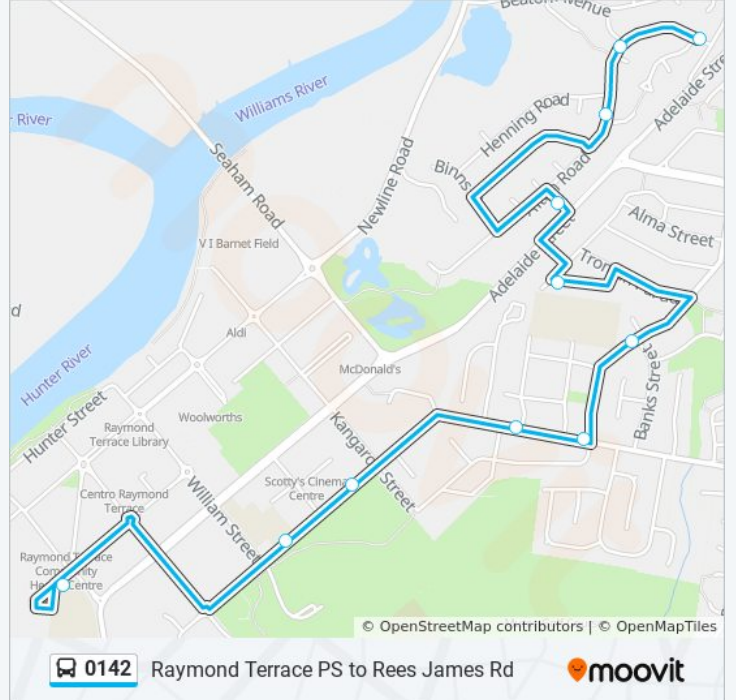 Beaton Avenue
Adelaide Stre
Williams River
r River
Henning Road
Seaham Road
Newline Road
Binns
Road
Alma Street
V I Barnet Field
Adelaide Street
Aldi
McDonald's
Hunter River
Banks Street
Woolworths
Hunter Street
Raymond
Terrace Library
Kangaroo Street
Scotty's Cinema
Centre
William Street
Centro Raymond
Terrace
Raymond Terrace
Community
Health Centre
d
© OpenStreetMap contributors | © OpenMapTiles
0142 Raymond Terrace PS to Rees James Rd
moovit